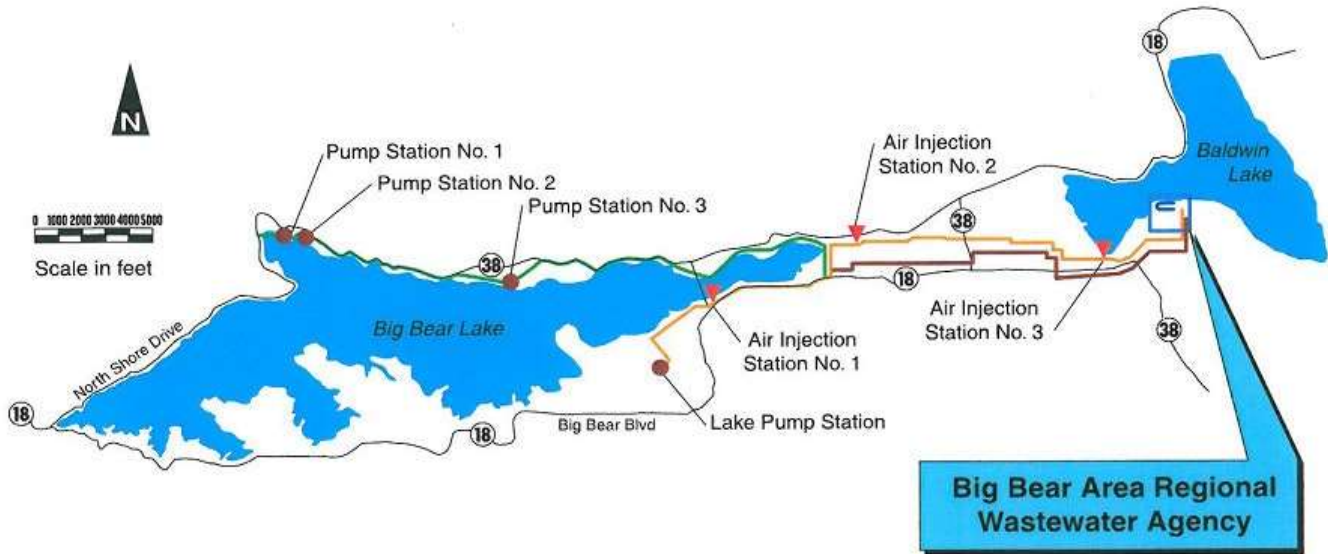 18
N
Pump Station No. 1
Pump Station No. 2
Pump Station No. 3
Air Injection
Station No. 2
Baldwin
Lake
0 1000 2000 3000 4000 5000
Scale in feet
38
38
18
Big Bear Lake
North Shore Drive
Air Injection
Station No. 1
Air Injection
Station No. 3
38
Lake Pump Station
18
18
Big Bear Blvd
Big Bear Area Regional
Wastewater Agency